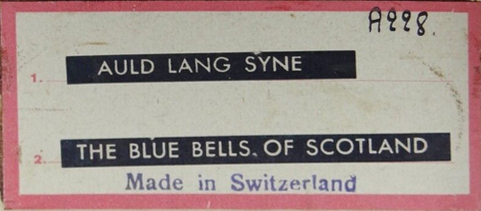 A228.
1. AULD LANG SYNE
2. THE BLUE BELLS. OF SCOTLAND
Made in Switzerland